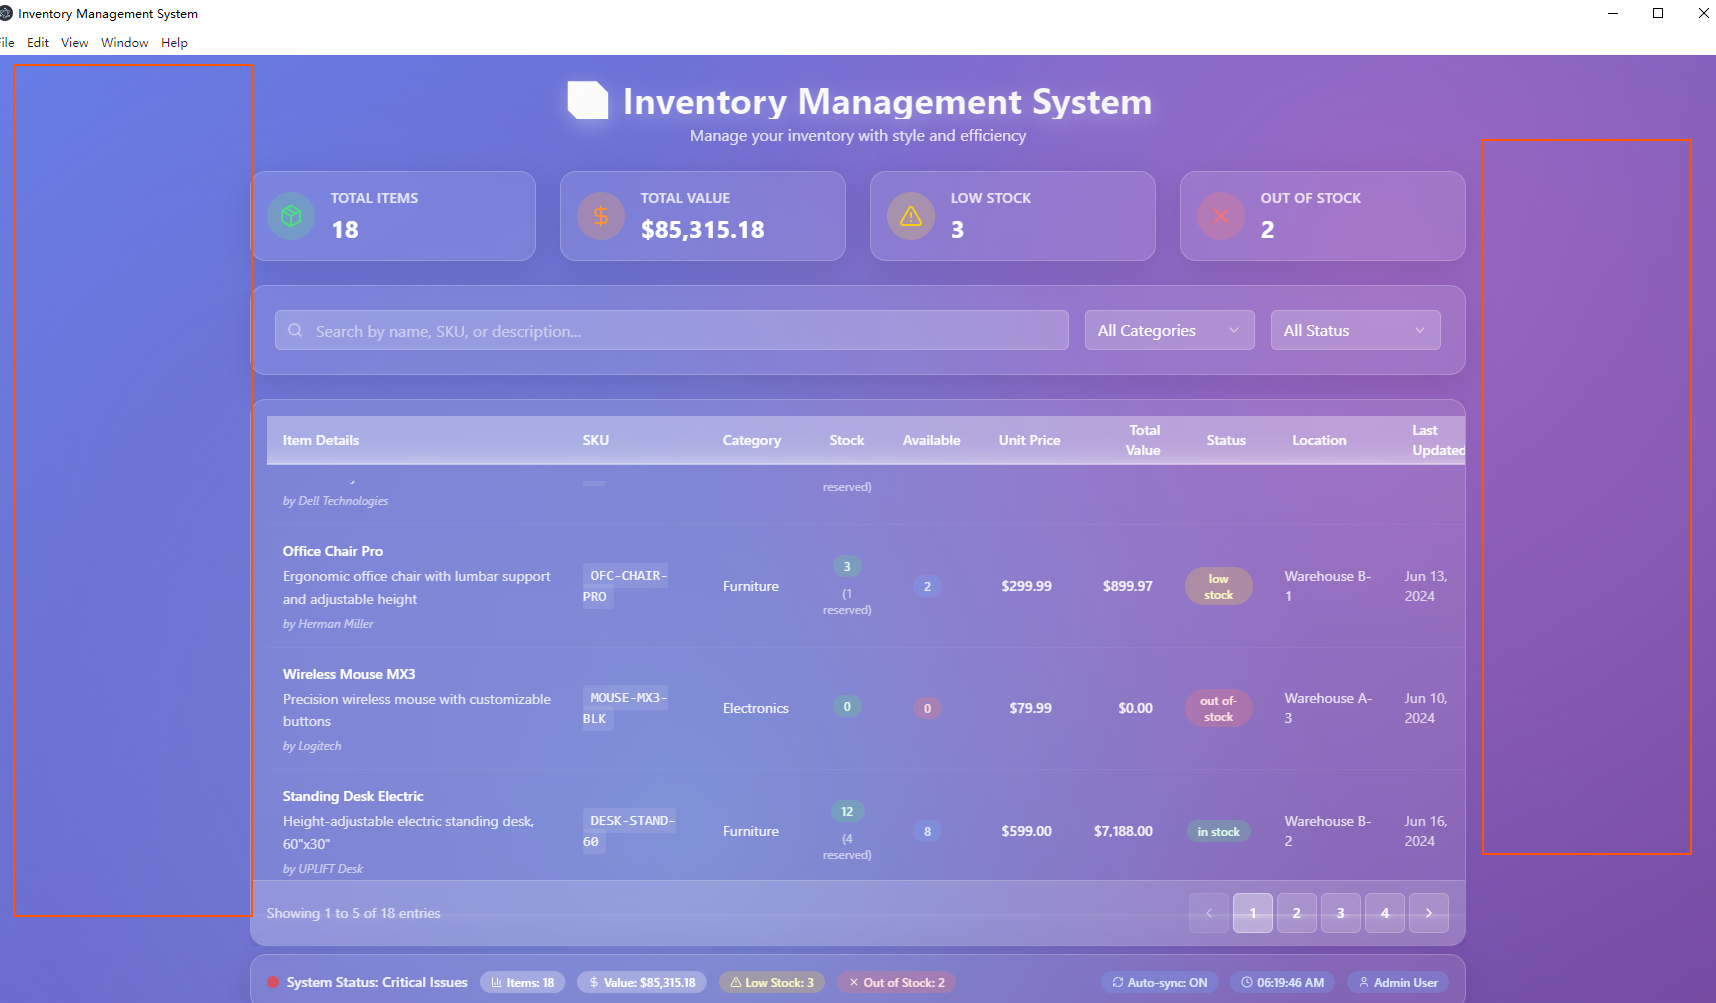 Inventory Management System
File Edit View Window Help
Inventory Management System
Manage your inventory with style and efficiency
TOTAL ITEMS
18
TOTAL VALUE
$85,315.18
LOW STOCK
3
OUT OF STOCK
2
Search by name, SKU, or description...
All Categories
All Status
Item Details SKU Category Stock Available Unit Price Total Value Status Location Last Updated
by Dell Technologies
reserved)
Office Chair Pro
Ergonomic office chair with lumbar support
and adjustable height
by Herman Miller
OFC-CHAIR-
PRO
Furniture
3
(1
reserved)
2
$299.99
$899.97
low
stock
Warehouse B-
1
Jun 13,
2024
Wireless Mouse MX3
Precision wireless mouse with customizable
buttons
by Logitech
MOUSE-MX3-
BLK
Electronics
0
0
$79.99
$0.00
out of-
stock
Warehouse A-
3
Jun 10,
2024
Standing Desk Electric
Height-adjustable electric standing desk,
60"x30"
by UPLIFT Desk
DESK-STAND-
60
Furniture
12
(4
reserved)
8
$599.00
$7,188.00
in stock
Warehouse B-
2
Jun 16,
2024
Showing 1 to 5 of 18 entries
1 2 3 4
System Status: Critical Issues Items: 18 Value: $85,315.18 Low Stock: 3 Out of Stock: 2 Auto-sync: ON 06:19:46 AM Admin User